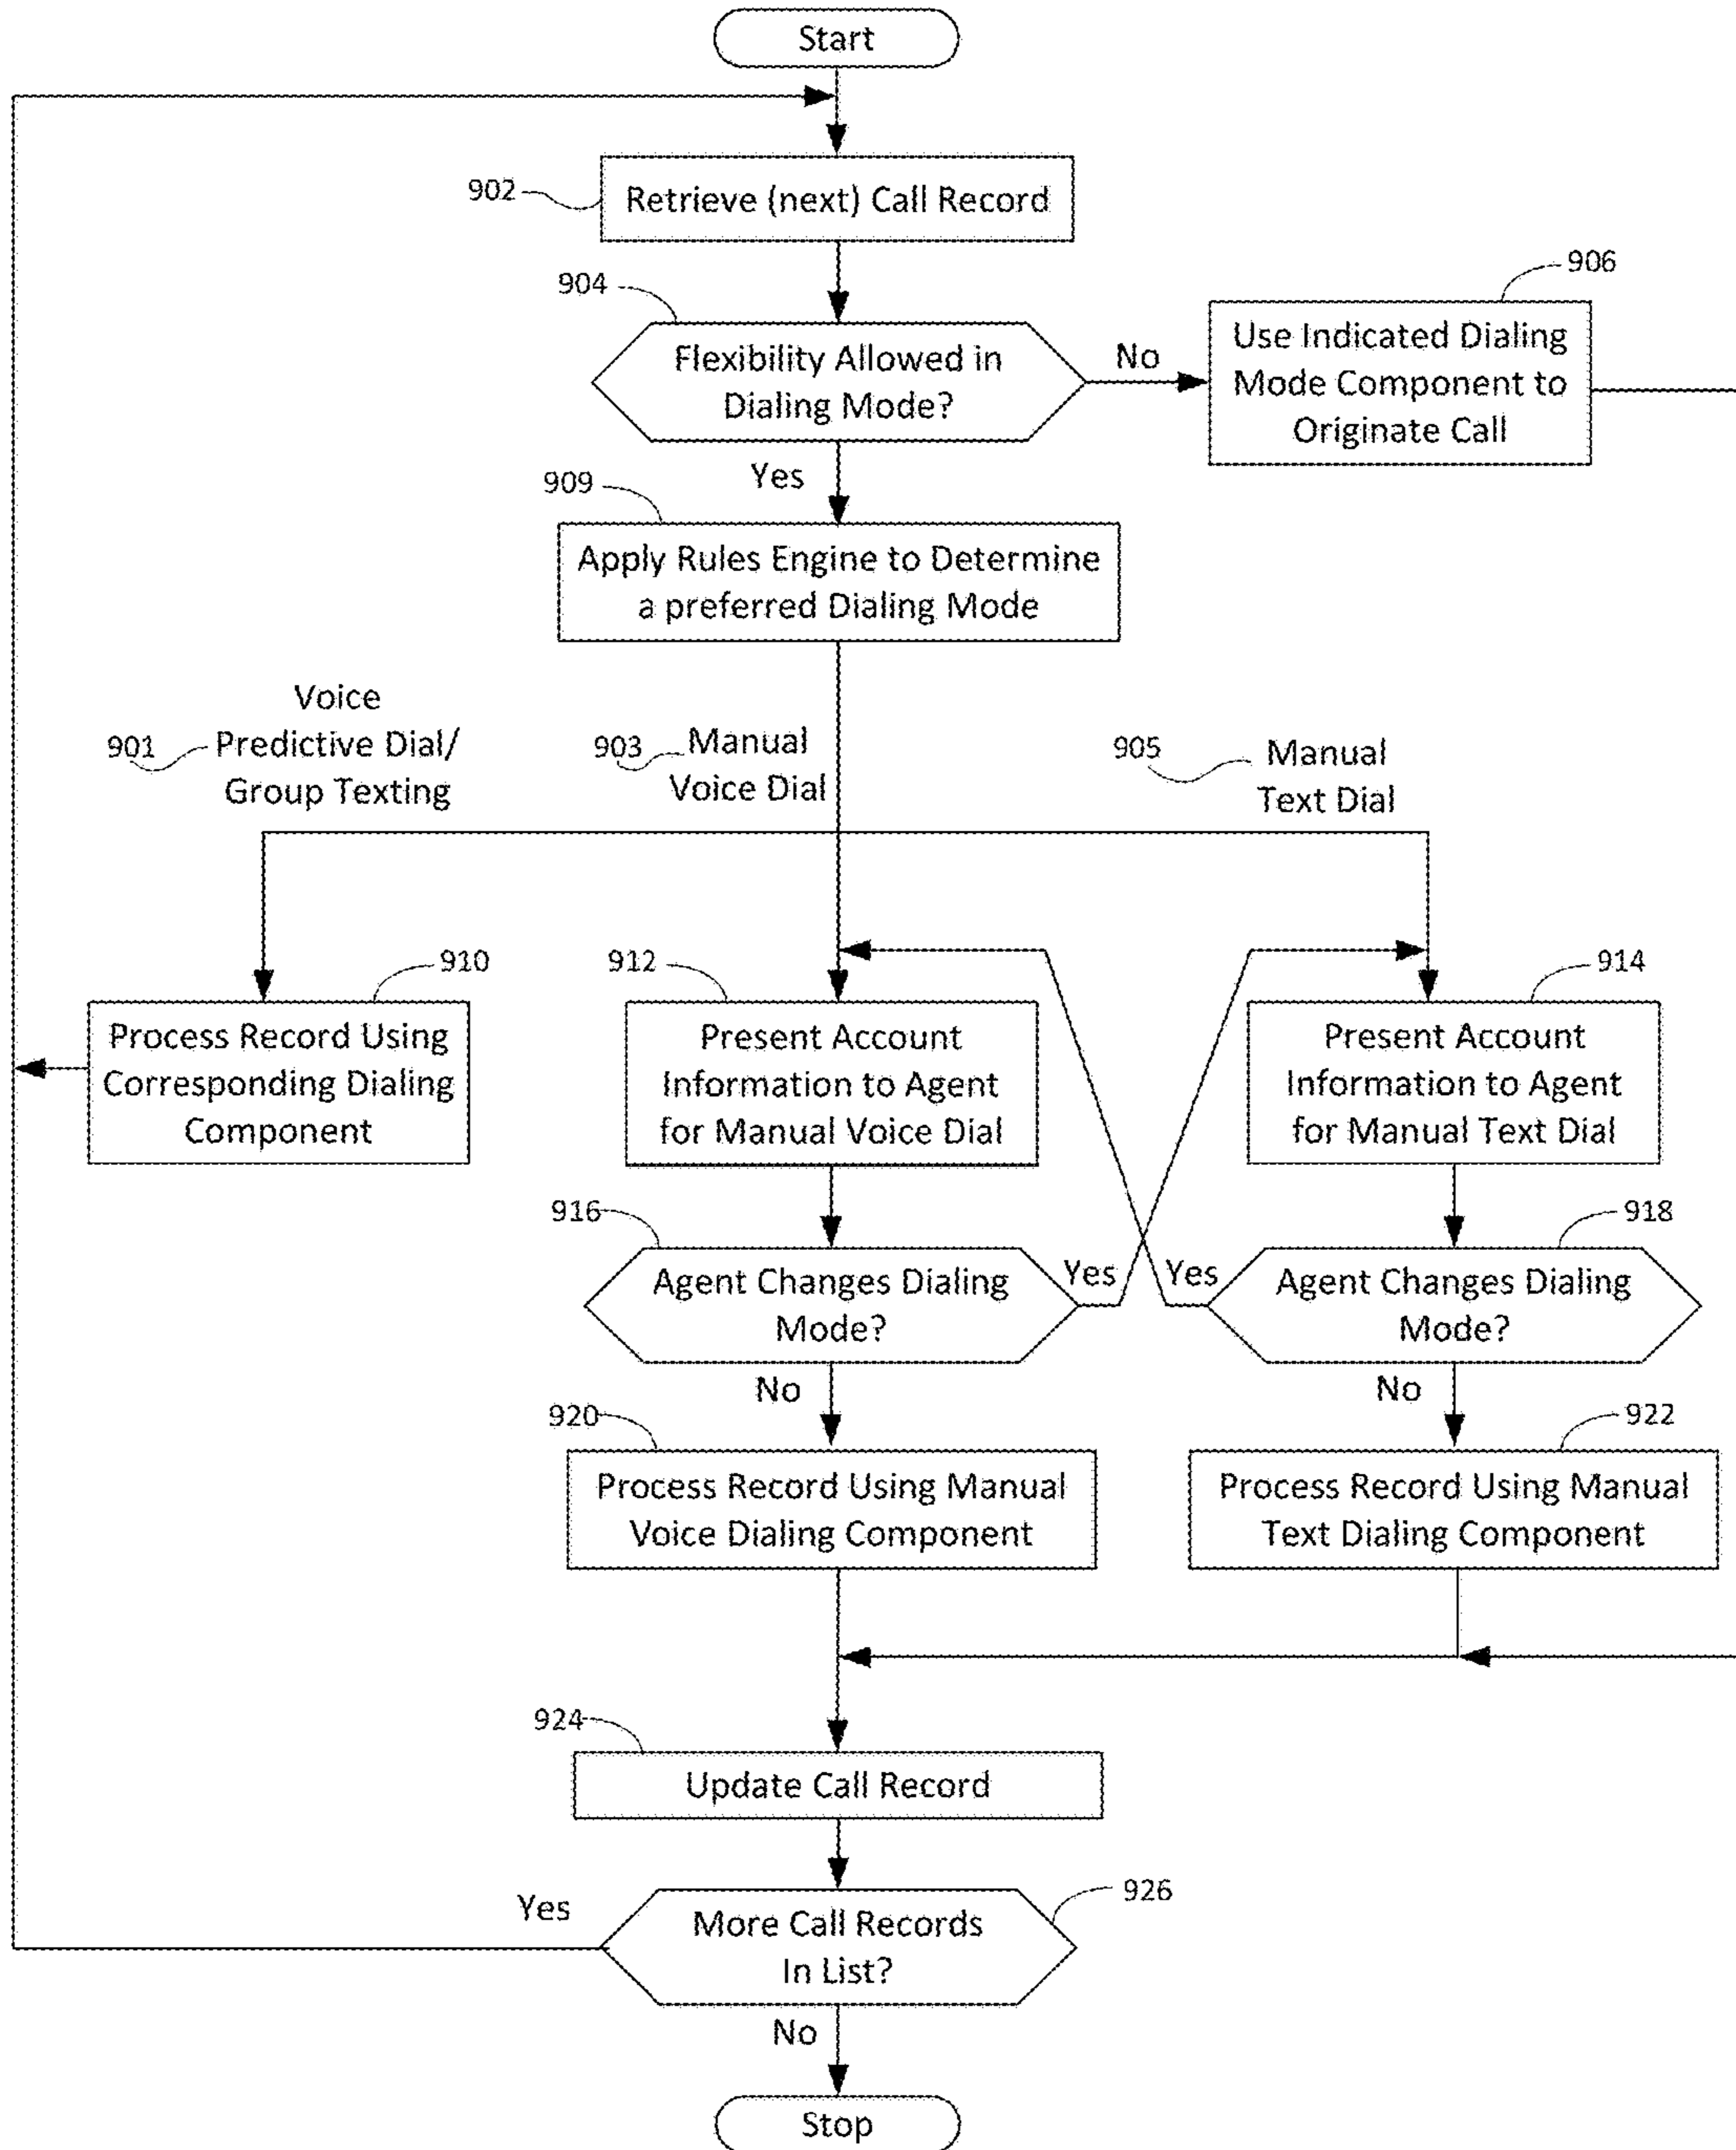 Start
902
Retrieve (next) Call Record
904
Flexibility Allowed in
Dialing Mode?
No
906
Use Indicated Dialing
Mode Component to
Originate Call
Yes
909
Apply Rules Engine to Determine
a preferred Dialing Mode
901
Voice
Predictive Dial/
Group Texting
903
Manual
Voice Dial
905
Manual
Text Dial
910
Process Record Using
Corresponding Dialing
Component
912
Present Account
Information to Agent
for Manual Voice Dial
914
Present Account
Information to Agent
for Manual Text Dial
916
Agent Changes Dialing
Mode?
Yes
Yes
918
Agent Changes Dialing
Mode?
No
No
920
Process Record Using Manual
Voice Dialing Component
922
Process Record Using Manual
Text Dialing Component
924
Update Call Record
Yes
926
More Call Records
In List?
No
Stop